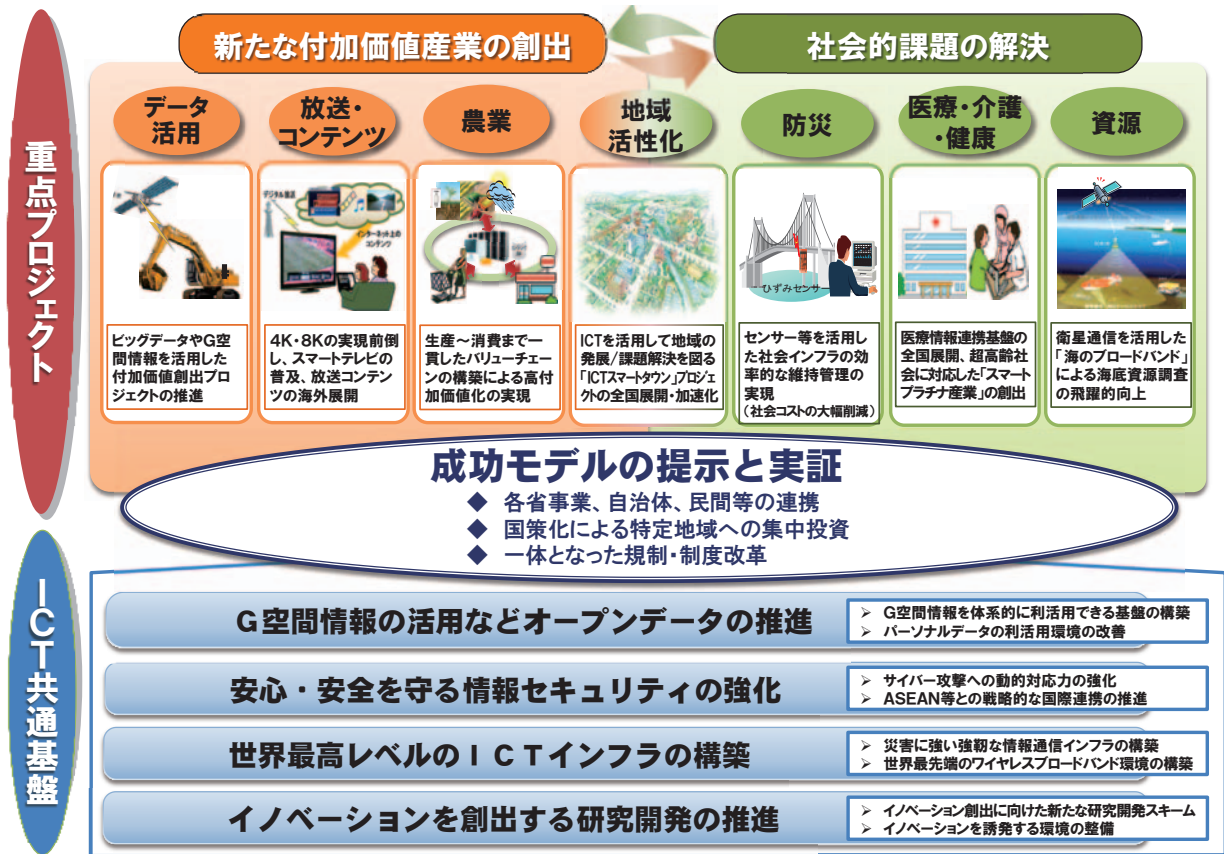 新たな付加価値産業の創出
社会的課題の解決
重点プロジェクト
データ
活用
放送・
コンテンツ
農業
地域
活性化
防災
医療・介護
・健康
資源
デジタル放送
インターネット上の
コンテンツ
ひずみセンサー
ビッグデータやG空
間情報を活用した
付加価値創出プロ
ジェクトの推進
4K・8Kの実現前倒
し、スマートテレビの
普及、放送コンテン
ツの海外展開
生産~消費まで一
貫したバリューチェー
ンの構築による高付
加価値化の実現
ICTを活用して地域の
発展/課題解決を図る
「ICTスマートタウン」プロジェ
クトの全国展開・加速化
センサー等を活用し
た社会インフラの効
率的な維持管理の
実現
(社会コストの大幅削減)
医療情報連携基盤の
全国展開、超高齢社
会に対応した「スマート
プラチナ産業」の創出
衛星通信を活用した
「海のブロードバンド」
による海底資源調査
の飛躍的向上
成功モデルの提示と実証
◆ 各省事業、自治体、民間等の連携
◆ 国策化による特定地域への集中投資
◆ 一体となった規制・制度改革
ICT共通基盤
G空間情報の活用などオープンデータの推進
➢ G空間情報を体系的に利活用できる基盤の構築
➢ パーソナルデータの利活用環境の改善
安心・安全を守る情報セキュリティの強化
➢ サイバー攻撃への動的対応力の強化
➢ ASEAN等との戦略的な国際連携の推進
世界最高レベルのICTインフラの構築
➢ 災害に強い強靭な情報通信インフラの構築
➢ 世界最先端のワイヤレスブロードバンド環境の構築
イノベーションを創出する研究開発の推進
➢ イノベーション創出に向けた新たな研究開発スキーム
➢ イノベーションを誘発する環境の整備